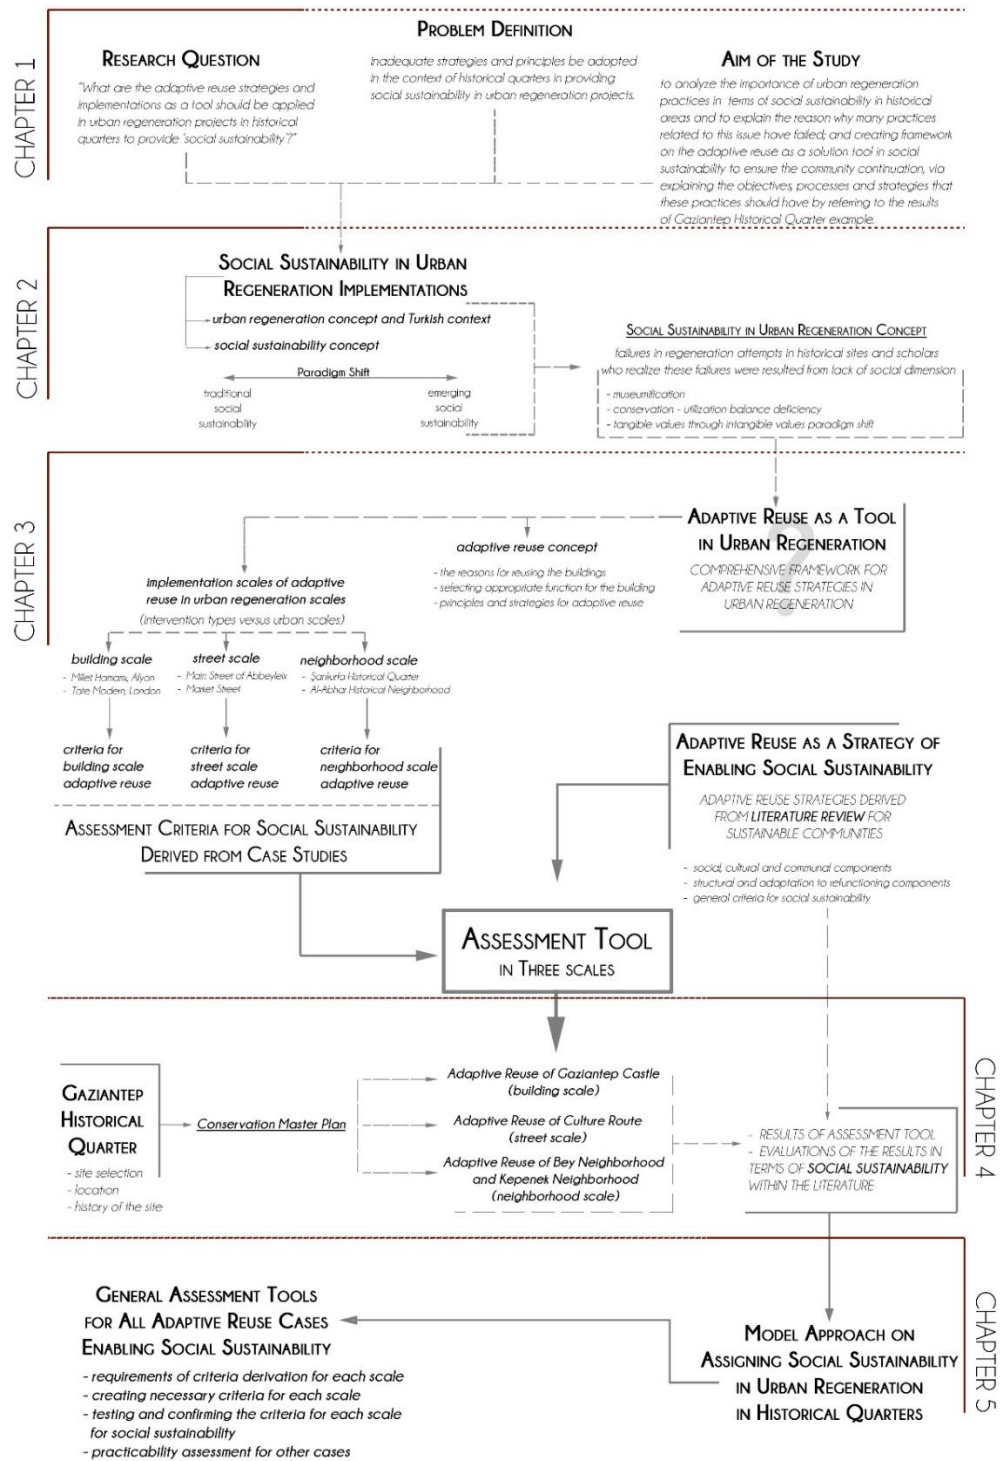 CHAPTER 1
PROBLEM DEFINITION
Inadequate strategies and principles be adopted
in the context of historical quarters in providing
social sustainability in urban regeneration projects.
RESEARCH QUESTION
"What are the adaptive reuse strategies and
implementations as a tool should be applied
in urban regeneration projects in historical
quarters to provide 'social sustainability'?"
AIM OF THE STUDY
to analyze the importance of urban regeneration
practices in terms of social sustainability in historical
areas and to explain the reason why many practices
related to this issue have failed; and creating framework
on the adaptive reuse as a solution tool in social
sustainability to ensure the community continuation, via
explaining the objectives, processes and strategies that
these practices should have by referring to the results
of Gaziantep Historical Quarter example.
CHAPTER 2
SOCIAL SUSTAINABILITY IN URBAN
REGENERATION IMPLEMENTATIONS
urban regeneration concept and Turkish context
social sustainability concept
Paradigm Shift
traditional
social
sustainability
emerging
social
sustainability
SOCIAL SUSTAINABILITY IN URBAN REGENERATION CONCEPT
failures in regeneration attempts in historical sites and scholars
who realize these failures were resulted from lack of social dimension
- museumification
- conservation - utilization balance deficiency
- tangible values through intangible values paradigm shift
CHAPTER 3
ADAPTIVE REUSE AS A TOOL
IN URBAN REGENERATION
?
COMPREHENSIVE FRAMEWORK FOR
ADAPTIVE REUSE STRATEGIES IN
URBAN REGENERATION
adaptive reuse concept
- the reasons for reusing the buildings
- selecting appropriate function for the building
- principles and strategies for adaptive reuse
implementation scales of adaptive
reuse in urban regeneration scales
(intervention types versus urban scales)
building scale
- Millet Hamamı, Afyon
- Tate Modern, London
street scale
- Main Street of Abbeyleix
- Market Street
neighborhood scale
- Şanlıurfa Historical Quarter
- Al-Abhar Historical Neighborhood
criteria for
building scale
adaptive reuse
criteria for
street scale
adaptive reuse
criteria for
neighborhood scale
adaptive reuse
ASSESSMENT CRITERIA FOR SOCIAL SUSTAINABILITY
DERIVED FROM CASE STUDIES
ADAPTIVE REUSE AS A STRATEGY OF
ENABLING SOCIAL SUSTAINABILITY
ADAPTIVE REUSE STRATEGIES DERIVED
FROM LITERATURE REVIEW FOR
SUSTAINABLE COMMUNITIES
- social, cultural and communal components
- structural and adaptation to refunctioning components
- general criteria for social sustainability
ASSESSMENT TOOL
IN THREE SCALES
CHAPTER 4
GAZIANTEP
HISTORICAL
QUARTER
- site selection
- location
- history of the site
Conservation Master Plan
Adaptive Reuse of Gaziantep Castle
(building scale)
Adaptive Reuse of Culture Route
(street scale)
Adaptive Reuse of Bey Neighborhood
and Kepenek Neighborhood
(neighborhood scale)
- RESULTS OF ASSESSMENT TOOL
- EVALUATIONS OF THE RESULTS IN
TERMS OF SOCIAL SUSTAINABILITY
WITHIN THE LITERATURE
CHAPTER 5
GENERAL ASSESSMENT TOOLS
FOR ALL ADAPTIVE REUSE CASES
ENABLING SOCIAL SUSTAINABILITY
- requirements of criteria derivation for each scale
- creating necessary criteria for each scale
- testing and confirming the criteria for each scale
for social sustainability
- practicability assessment for other cases
MODEL APPROACH ON
ASSIGNING SOCIAL SUSTAINABILITY
IN URBAN REGENERATION
IN HISTORICAL QUARTERS